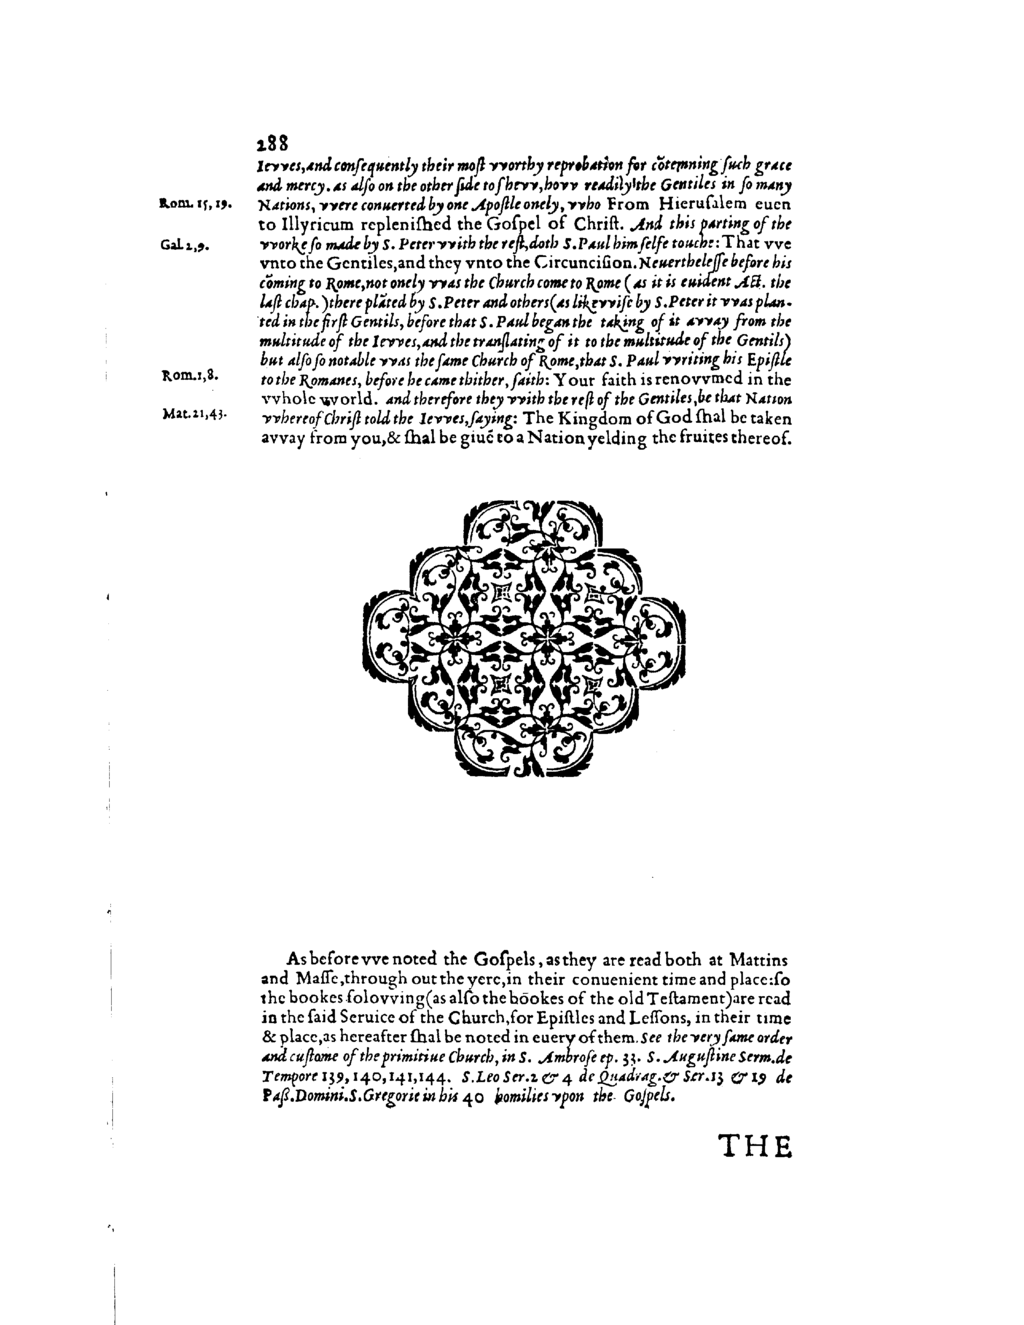 288
Ievves, and consequently their most vvorthy reprobation for cõtemning such grace
and mercy. as also on the other side to shevv, hovv readily the Gentiles in so many
Rom. 15, 19. Nations, vvere conuerted by one Apostle onely, vvho From Hierusalem euen
to Illyricum replenished the Gospel of Christ. And this parting of the
Gal. 2, 9. vvorke so made by S. Peter vvith the rest, doth S. Paul him selfe touche: That vve
vnto the Gentiles, and they vnto the Circuncision. Neuerthelesse before his
cõming to Rome, not onely vvas the Church come to Rome (as it is euident Act. the
last chap.) there plãted by S. Peter and others (as likevvise by S. Peter it vvas plan-
ted in the first Gentils, before that S. Paul began the taking of it avvay from the
multitude of the Ievves, and the translating of it to the multitude of the Gentils)
but also so notable vvas the same Church of Rome, that S. Paul vvriting his Epistle
Rom. 1, 8. to the Romanes, before he came thither, saith: Your faith is renovvmed in the
vvhole vvorld. and therefore they vvith the rest of the Gentiles, be that Nation
Mat. 21, 43. vvhereof Christ told the Ievves, saying: The Kingdom of God shal be taken
avvay from you, & shal be giuẽ to a Nation yelding the fruites thereof.
As before vve noted the Gospels, as they are read both at Mattins
and Masse, through out the yere, in their conuenient time and place: so
the bookes folovving (as also the bookes of the old Testament) are read
in the said Seruice of the Church, for Epistles and Lessons, in their time
& place, as hereafter shal be noted in euery of them. See the very same order
and custome of the primitiue Church, in S. Ambrose ep. 33. S. Augustine Serm. de
Tempore 139, 140, 141, 144. S. Leo Ser. 2 & 4 de Quadrag. & Ser. 13 & 19 de
Paß. Domini. S. Gregorie in his 40 homilies vpon the Gospels.
THE